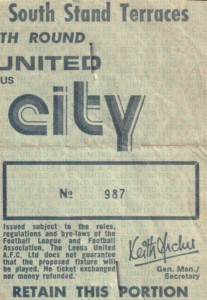 South Stand Terraces
TH ROUND
UNITED
US
city
No 987
Issued subject to the rules,
regulations and bye-laws of the
Football League and Football
Association. The Leeds United
A.F.C. Ltd does not guarantee
that the proposed fixture will
be played. No ticket exchanged
nor money refunded.
Keith Archer
Gen. Man./
Secretary
RETAIN THIS PORTION